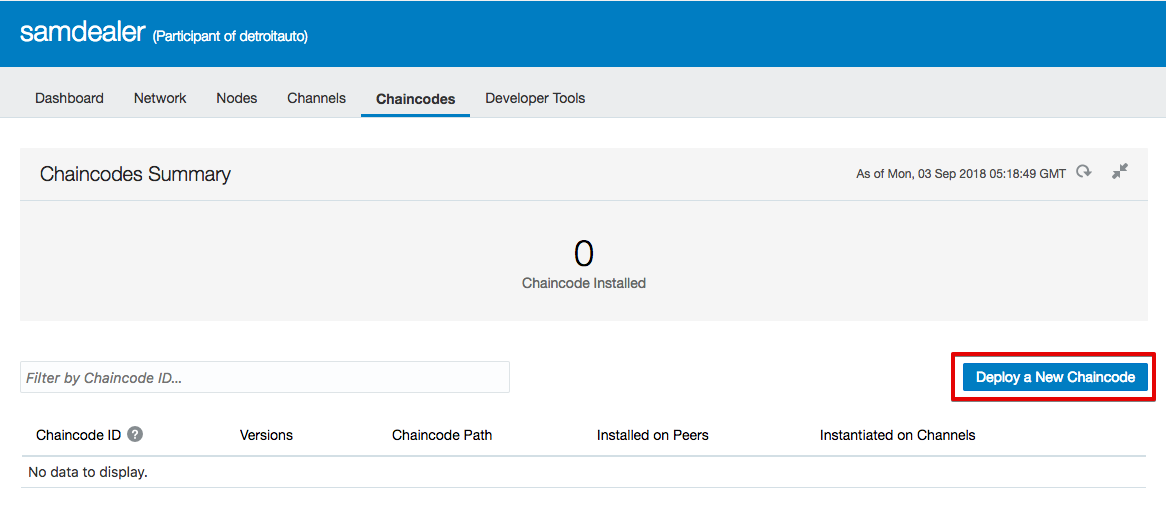 samdealer (Participant of detroitauto)
Dashboard Network Nodes Channels Chaincodes Developer Tools
Chaincodes Summary As of Mon, 03 Sep 2018 05:18:49 GMT
0
Chaincode Installed
Filter by Chaincode ID... Deploy a New Chaincode
Chaincode ID ? Versions Chaincode Path Installed on Peers Instantiated on Channels
No data to display.